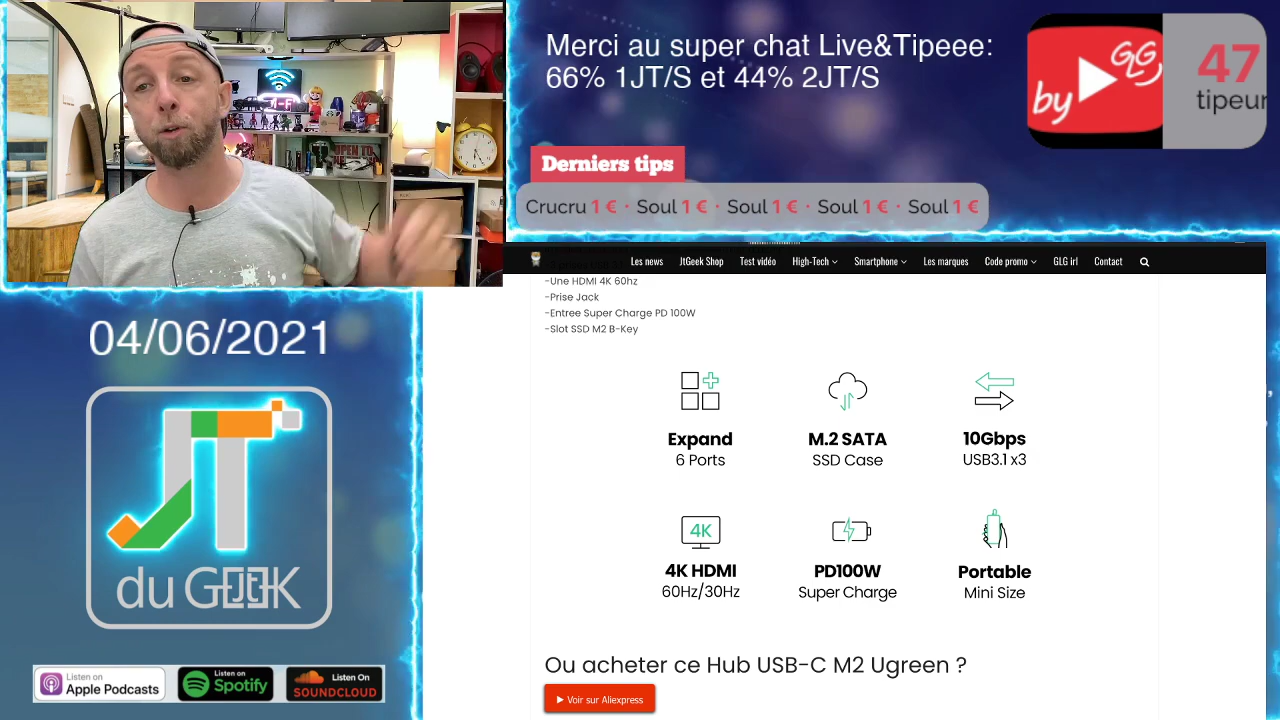 Merci au super chat Live&Tipeee:
66% 1JT/S et 44% 2JT/S
by GLG
47
tipeur
Derniers tips
Crucru 1 € · Soul 1 € · Soul 1 € · Soul 1 € · Soul 1 €
Les news JtGeek Shop Test vidéo High-Tech Smartphone Les marques Code promo GLG irl Contact
-Une HDMI 4K 60hz
-Prise Jack
-Entree Super Charge PD 100W
-Slot SSD M2 B-Key
04/06/2021
JT
du GEEK
Expand
6 Ports
M.2 SATA
SSD Case
10Gbps
USB3.1 x3
4K
4K HDMI
60Hz/30Hz
PD100W
Super Charge
Portable
Mini Size
Ou acheter ce Hub USB-C M2 Ugreen ?
Voir sur Aliexpress
Listen on
Apple Podcasts
Listen on
Spotify
Listen On
SOUNDCLOUD